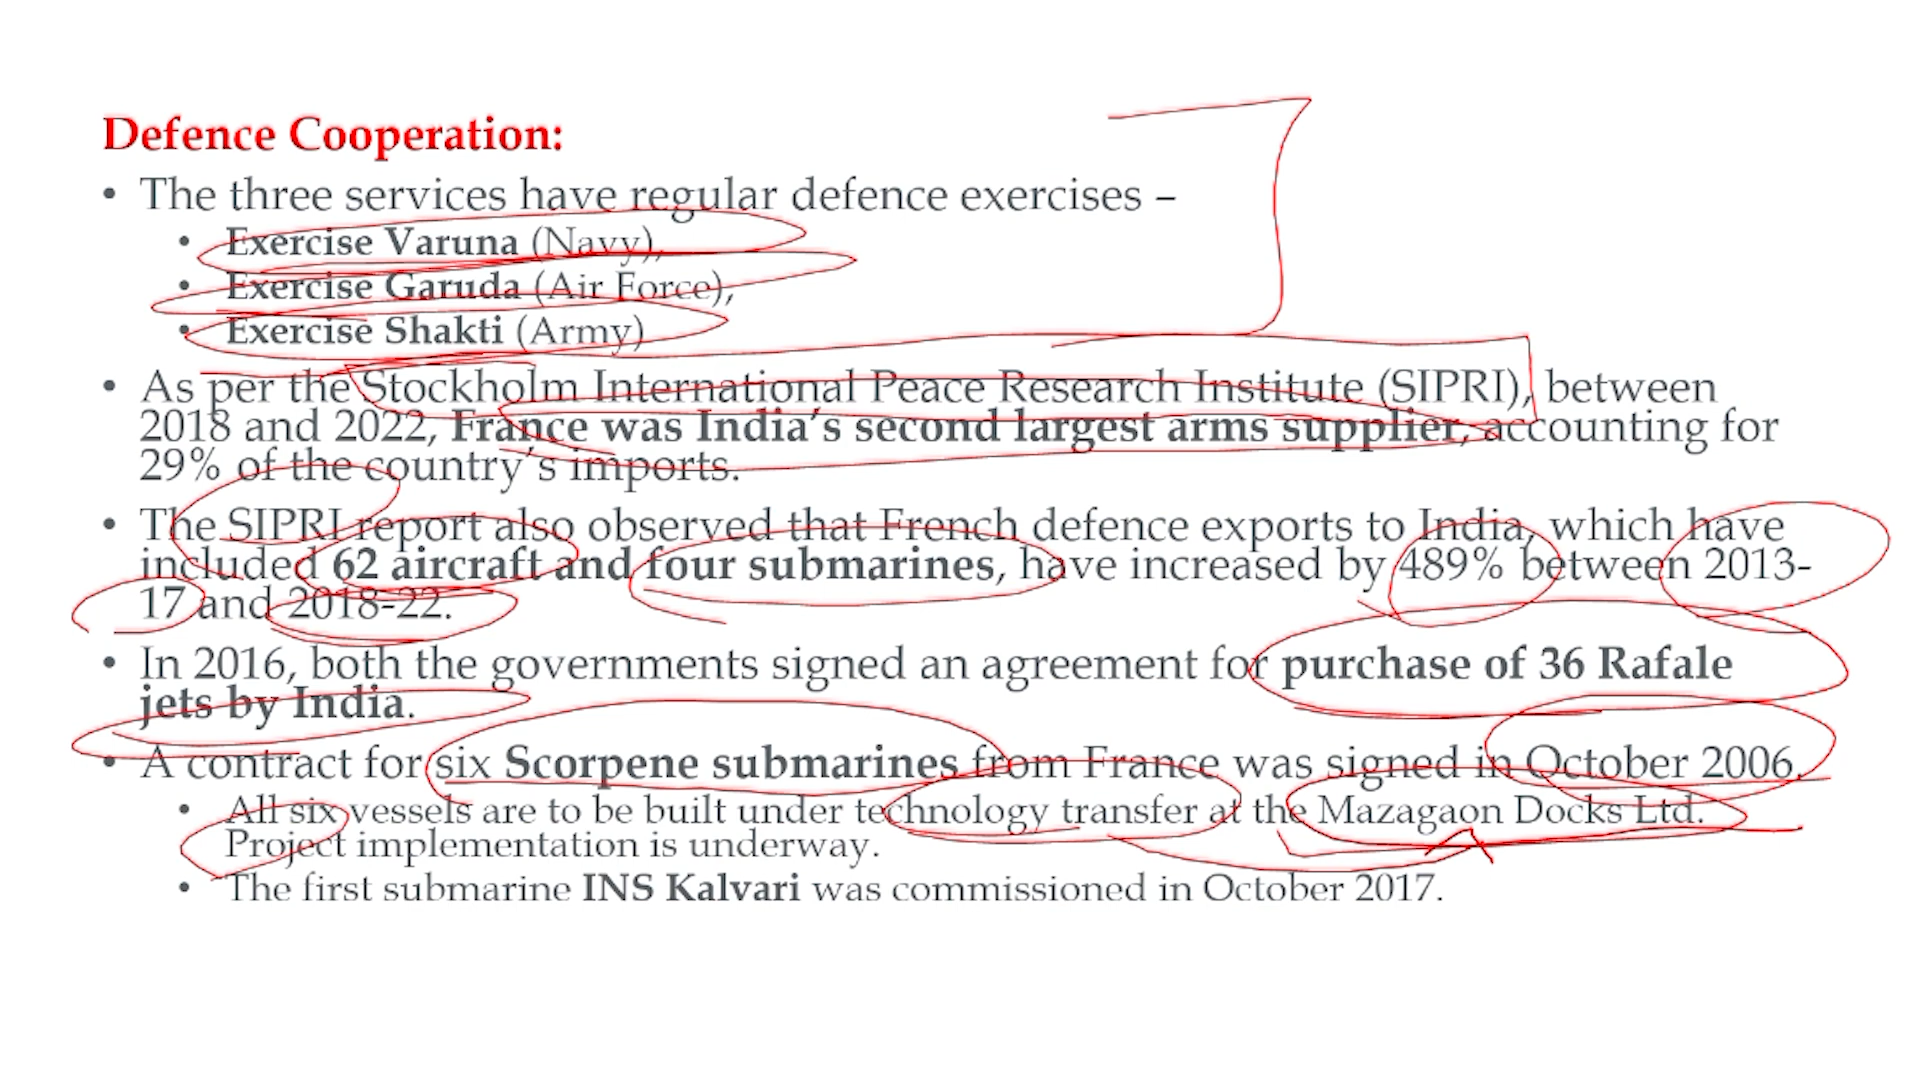 Defence Cooperation:
• The three services have regular defence exercises –
• Exercise Varuna (Navy),
• Exercise Garuda (Air Force),
• Exercise Shakti (Army)
• As per the Stockholm International Peace Research Institute (SIPRI), between
2018 and 2022, France was India's second largest arms supplier, accounting for
29% of the country's imports.
• The SIPRI report also observed that French defence exports to India, which have
included 62 aircraft and four submarines, have increased by 489% between 2013-
17 and 2018-22.
• In 2016, both the governments signed an agreement for purchase of 36 Rafale
jets by India.
• A contract for six Scorpene submarines from France was signed in October 2006.
• All six vessels are to be built under technology transfer at the Mazagaon Docks Ltd.
Project implementation is underway.
• The first submarine INS Kalvari was commissioned in October 2017.